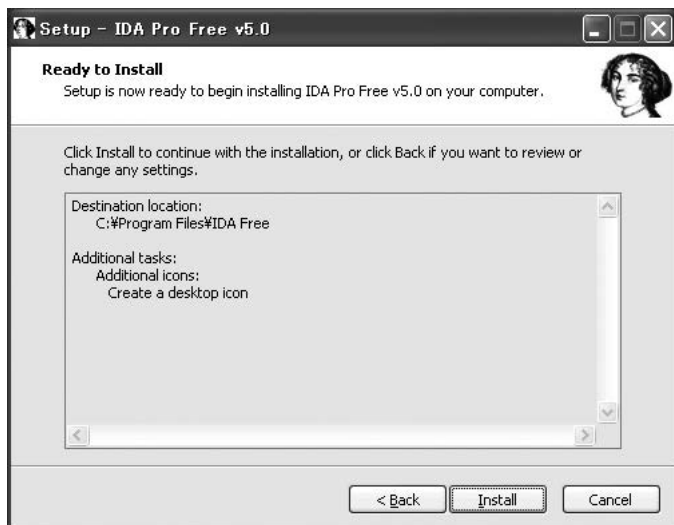 Setup - IDA Pro Free v5.0
Ready to Install
Setup is now ready to begin installing IDA Pro Free v5.0 on your computer.
Click Install to continue with the installation, or click Back if you want to review or
change any settings.
Destination location:
C:¥Program Files¥IDA Free
Additional tasks:
Additional icons:
Create a desktop icon
< Back
Install
Cancel